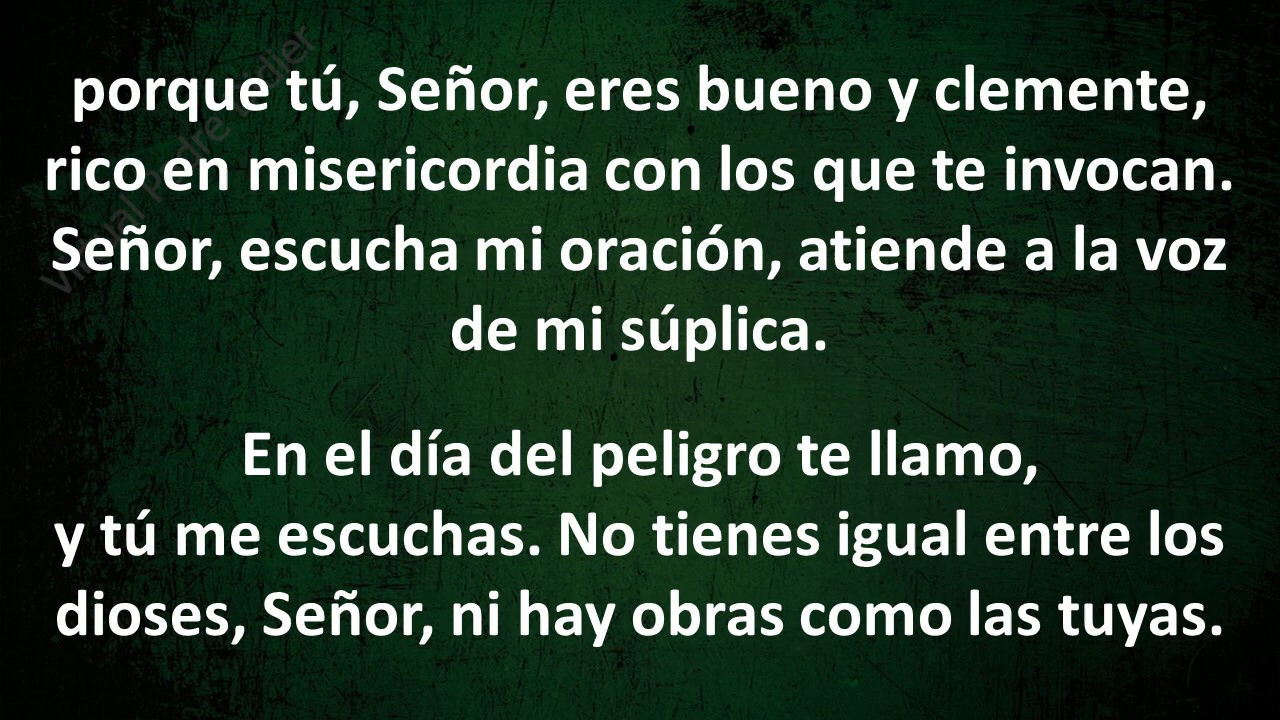 porque tú, Señor, eres bueno y clemente,
rico en misericordia con los que te invocan.
Señor, escucha mi oración, atiende a la voz
de mi súplica.
En el día del peligro te llamo,
y tú me escuchas. No tienes igual entre los
dioses, Señor, ni hay obras como las tuyas.